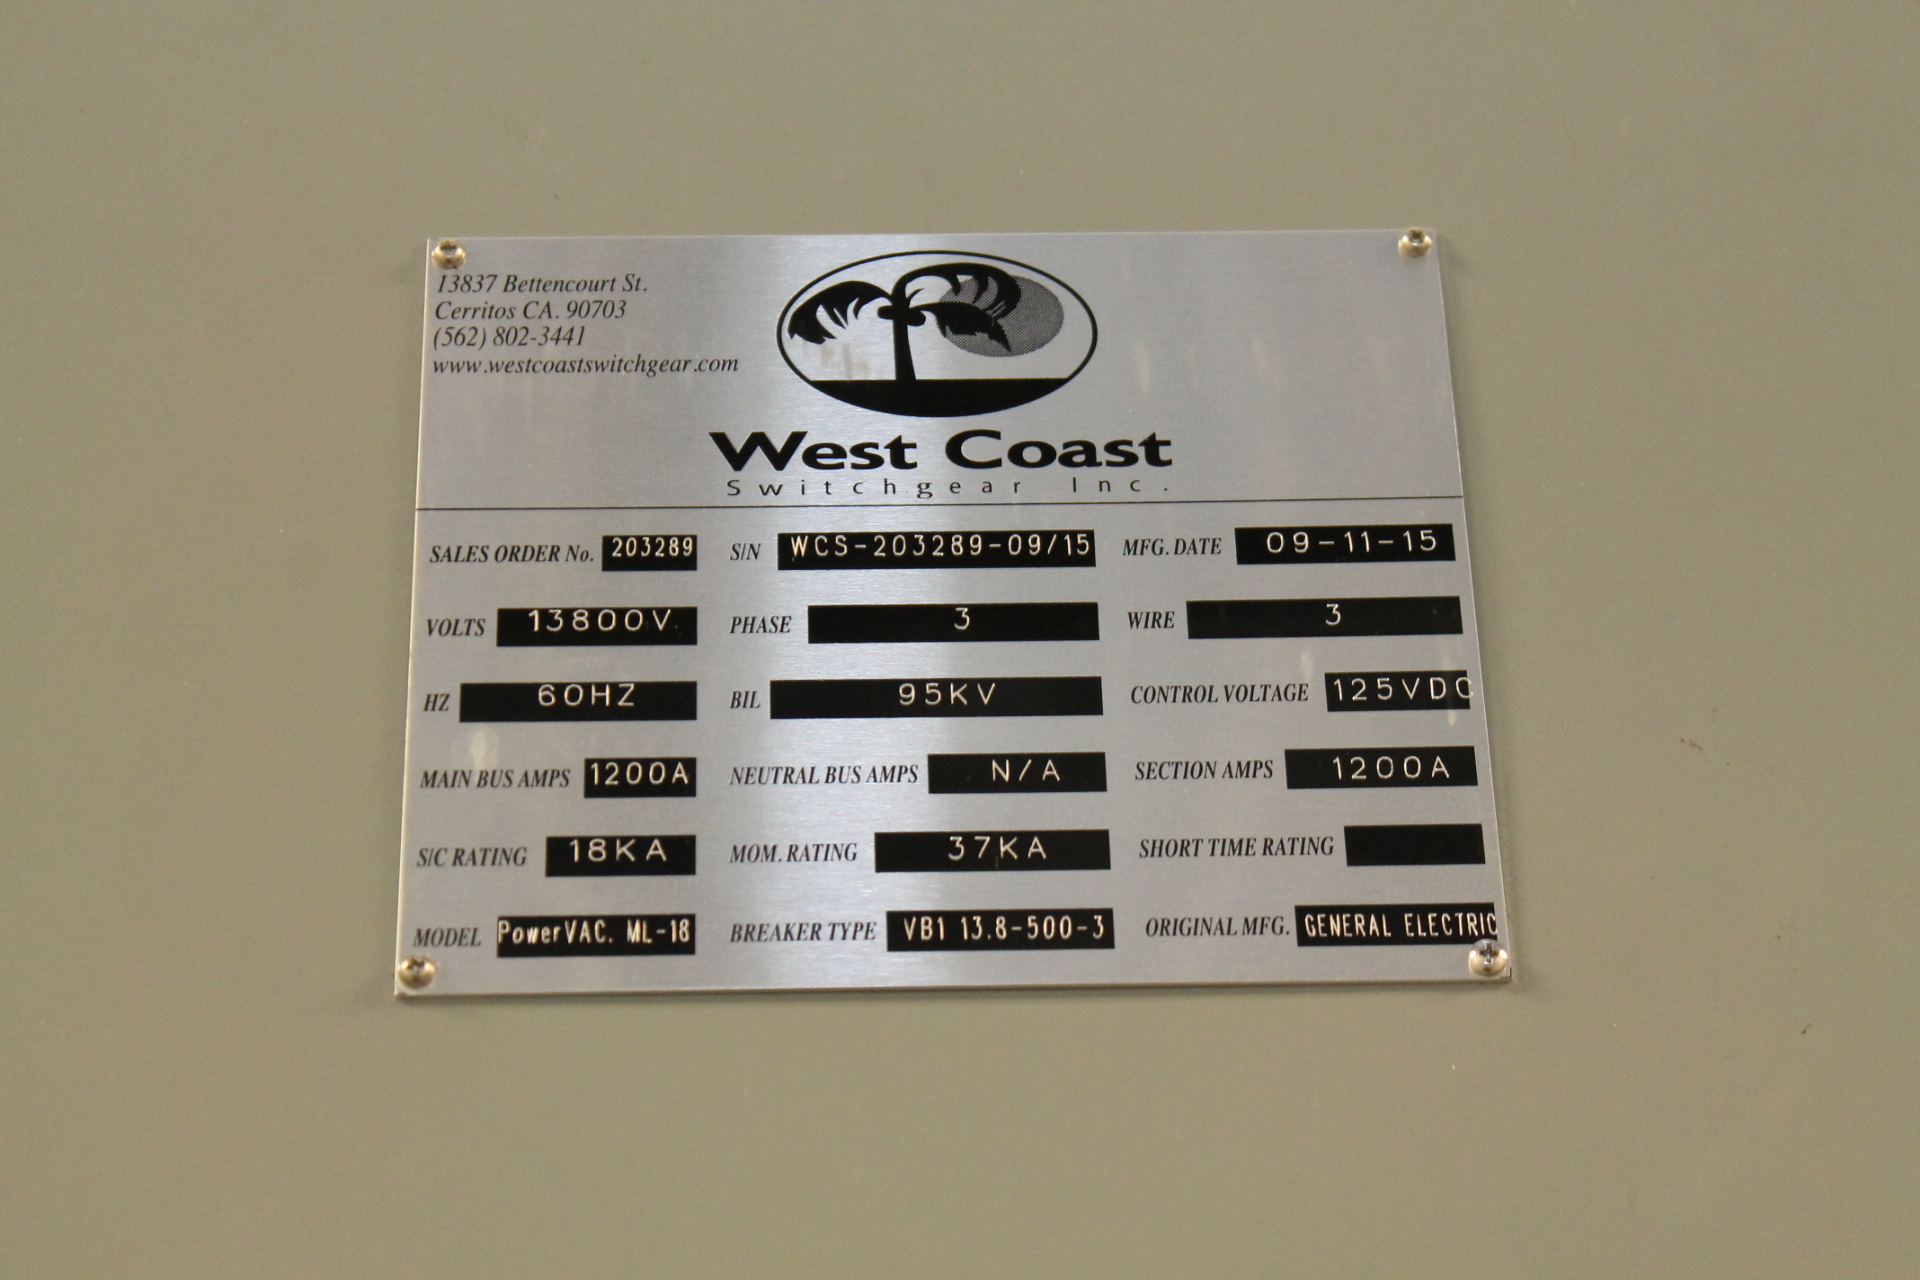 13837 Bettencourt St.
Cerritos CA. 90703
(562) 802-3441
www.westcoastswitchgear.com
West Coast
Switchgear Inc.
SALES ORDER No. 203289 S/N WCS-203289-09/15 MFG. DATE 09-11-15
VOLTS 13800V PHASE 3 WIRE 3
HZ 60HZ BIL 95KV CONTROL VOLTAGE 125VDC
MAIN BUS AMPS 1200A NEUTRAL BUS AMPS N/A SECTION AMPS 1200A
S/C RATING 18KA MOM. RATING 37KA SHORT TIME RATING
MODEL PowerVAC. ML-18 BREAKER TYPE VB1 13.8-500-3 ORIGINAL MFG. GENERAL ELECTRIC